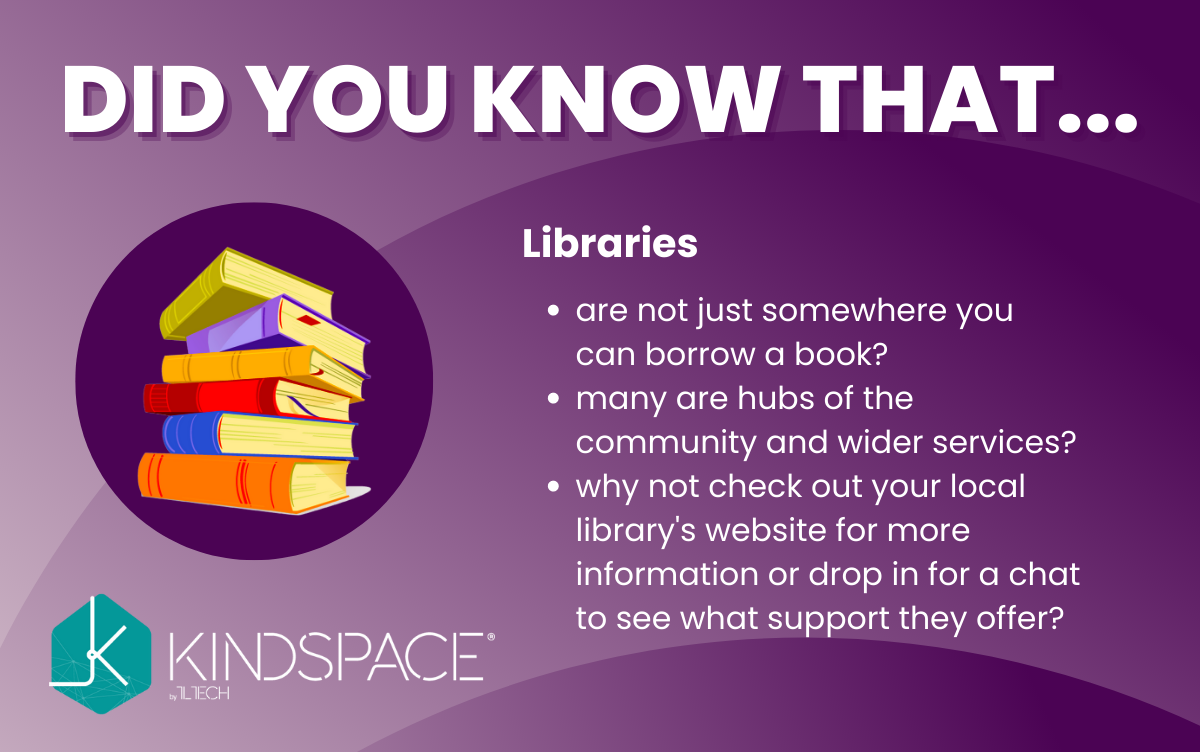 DID YOU KNOW THAT...
Libraries
• are not just somewhere you
can borrow a book?
• many are hubs of the
community and wider services?
• why not check out your local
library's website for more
information or drop in for a chat
to see what support they offer?
KINDSPACE®
by TLTECH